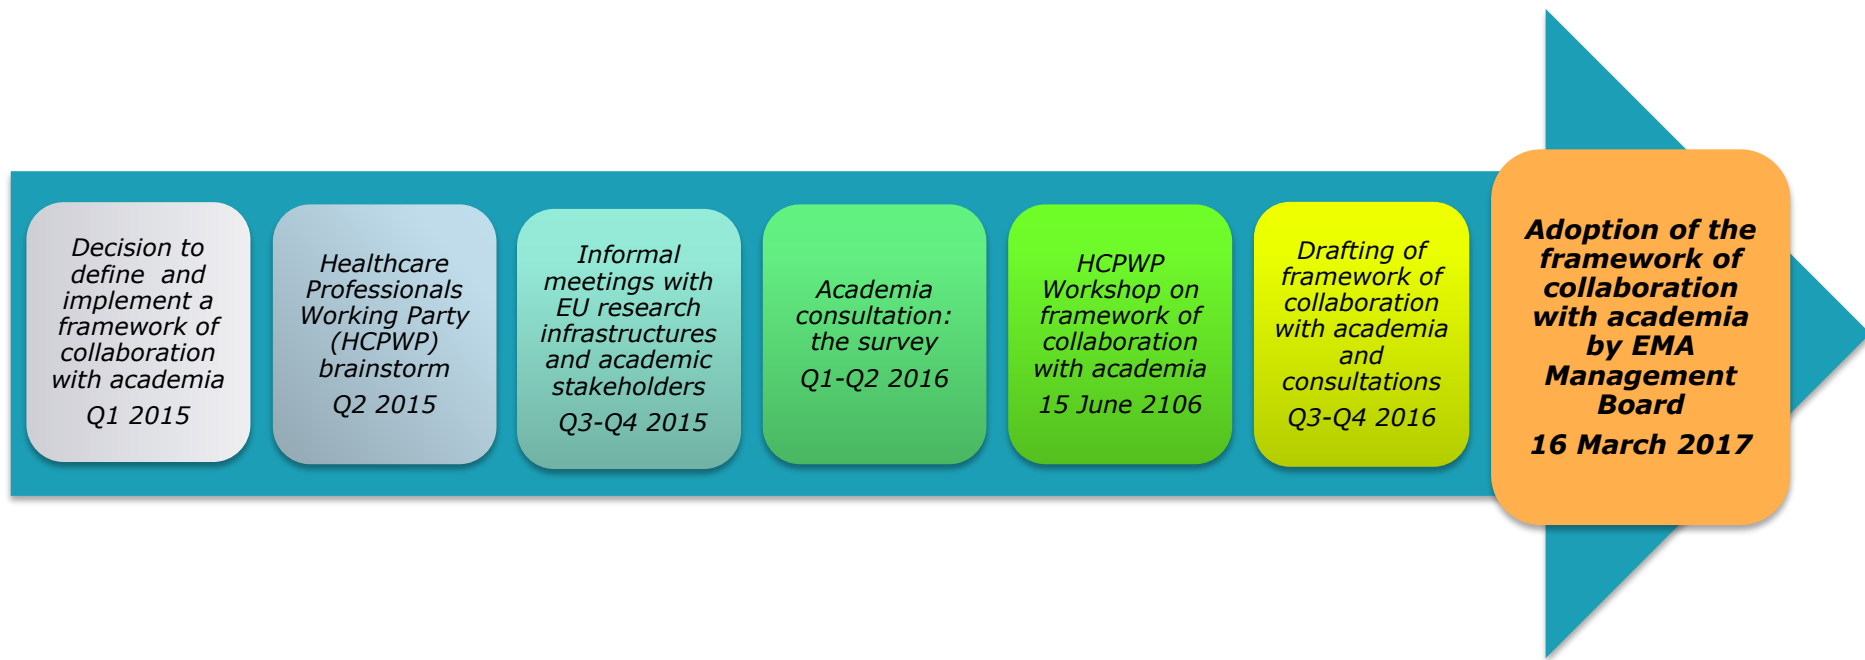 Decision to
define and
implement a
framework of
collaboration
with academia
Q1 2015
Healthcare
Professionals
Working Party
(HCPWP)
brainstorm
Q2 2015
Informal
meetings with
EU research
infrastructures
and academic
stakeholders
Q3-Q4 2015
Academia
consultation:
the survey
Q1-Q2 2016
HCPWP
Workshop on
framework of
collaboration
with academia
15 June 2106
Drafting of
framework of
collaboration
with academia
and
consultations
Q3-Q4 2016
Adoption of the
framework of
collaboration
with academia
by EMA
Management
Board
16 March 2017